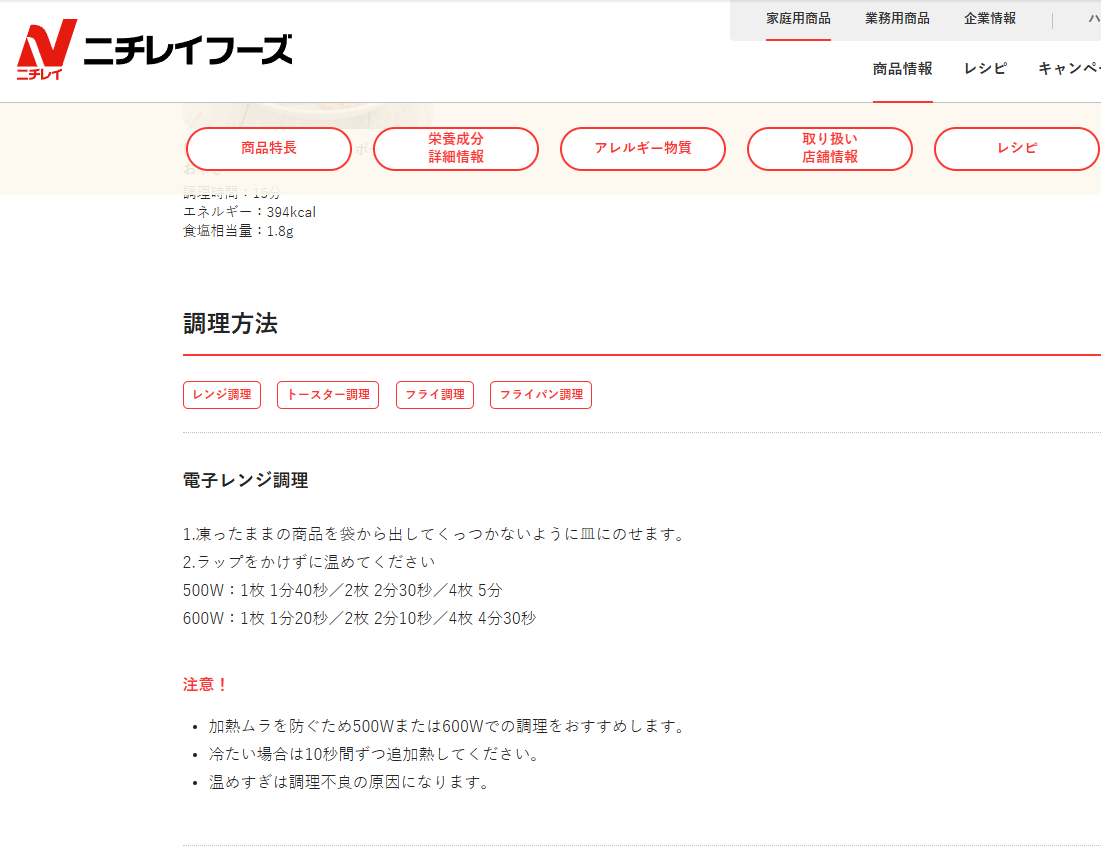 家庭用商品
業務用商品
企業情報
ニチレイ
ニチレイフーズ
商品情報
レシピ
キャンペー
商品特長
栄養成分
詳細情報
アレルギー物質
取り扱い
店舗情報
レシピ
調理時間：15分
エネルギー：394kcal
食塩相当量：1.8g
調理方法
レンジ調理
トースター調理
フライ調理
フライパン調理
電子レンジ調理
1.凍ったままの商品を袋から出してくっつかないように皿にのせます。
2.ラップをかけずに温めてください
500W：1枚 1分40秒／2枚 2分30秒／4枚 5分
600W：1枚 1分20秒／2枚 2分10秒／4枚 4分30秒
注意！
• 加熱ムラを防ぐため500Wまたは600Wでの調理をおすすめします。
• 冷たい場合は10秒間ずつ追加熱してください。
• 温めすぎは調理不良の原因になります。